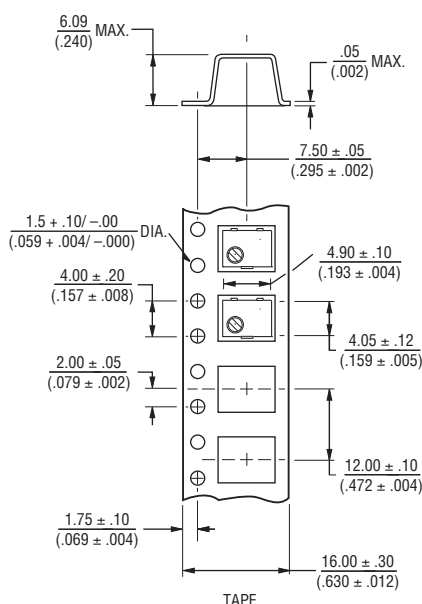 6.09
(.240)
MAX.
.05
(.002)
MAX.
7.50 ± .05
(.295 ± .002)
1.5 + .10/ –.00
(.059 + .004/ –.000)
DIA.
4.90 ± .10
(.193 ± .004)
4.00 ± .20
(.157 ± .008)
4.05 ± .12
(.159 ± .005)
2.00 ± .05
(.079 ± .002)
12.00 ± .10
(.472 ± .004)
1.75 ± .10
(.069 ± .004)
16.00 ± .30
(.630 ± .012)
TAPE